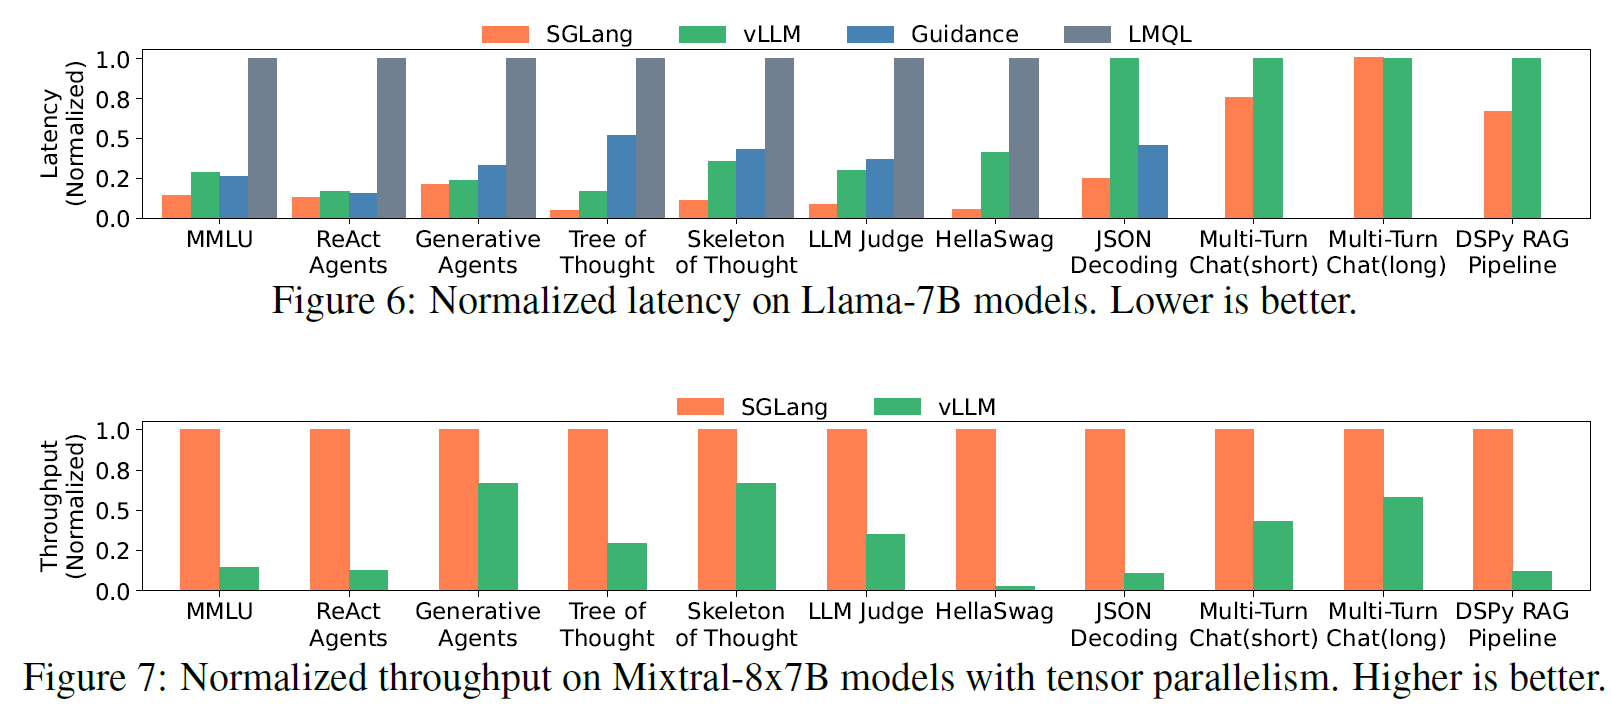 SGLang vLLM Guidance LMQL
Latency
(Normalized)
1.0
0.8
0.5
0.2
0.0
MMLU
ReAct
Agents
Generative
Agents
Tree of
Thought
Skeleton
of Thought
LLM Judge
HellaSwag
JSON
Decoding
Multi-Turn
Chat(short)
Multi-Turn
Chat(long)
DSPy RAG
Pipeline
Figure 6: Normalized latency on Llama-7B models. Lower is better.
SGLang vLLM
Throughput
(Normalized)
1.0
0.8
0.5
0.2
0.0
MMLU
ReAct
Agents
Generative
Agents
Tree of
Thought
Skeleton
of Thought
LLM Judge
HellaSwag
JSON
Decoding
Multi-Turn
Chat(short)
Multi-Turn
Chat(long)
DSPy RAG
Pipeline
Figure 7: Normalized throughput on Mixtral-8x7B models with tensor parallelism. Higher is better.